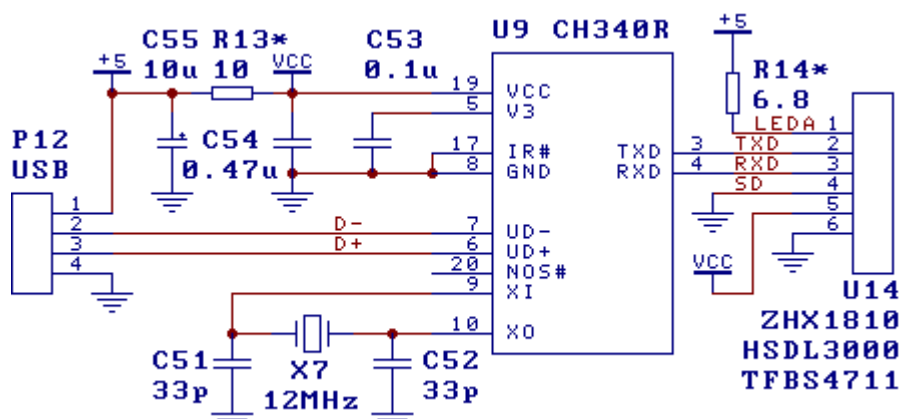 U9 CH340R
C55 R13* C53
+5 10u 10 VCC 0.1u
+5
R14*
6.8
19 VCC
5 V3
17 IR#
8 GND
TXD 3
RXD 4
LEDA 1
TXD 2
RXD 3
SD 4
5
6
C54
0.47u
P12
USB
1
2 D- 7 UD-
3 D+ 6 UD+
4 20 NOS#
9 XI
10 XO
VCC
C51 X7 C52
33p 12MHz 33p
U14
ZHX1810
HSDL3000
TFBS4711